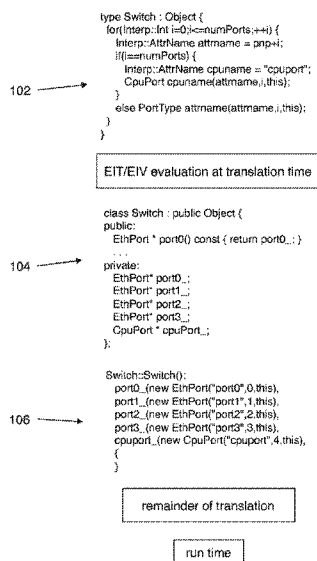 type Switch : Object {
for(Interp::Int i=0;i<=numPorts;++i) {
Interp::AttrName attrname = pnp+i;
if(i==numPorts) {
Interp::AttrName cpuname = "cpuport";
CpuPort cpuname(attrname,i,this);
}
else PortType attrname(attrname,i,this);
}
}
102
EIT/EIV evaluation at translation time
class Switch : public Object {
public:
EthPort * port0() const { return port0_; }
. . .
104
private:
EthPort* port0_;
EthPort* port1_;
EthPort* port2_;
EthPort* port3_;
CpuPort * cpuPort_;
};
Switch::Switch():
port0_(new EthPort("port0",0,this),
port1_(new EthPort("port1",1,this),
port2_(new EthPort("port2",2,this),
106
port3_(new EthPort("port3",3,this),
cpuport_(new CpuPort("cpuport",4,this),
{
}
remainder of translation
run time